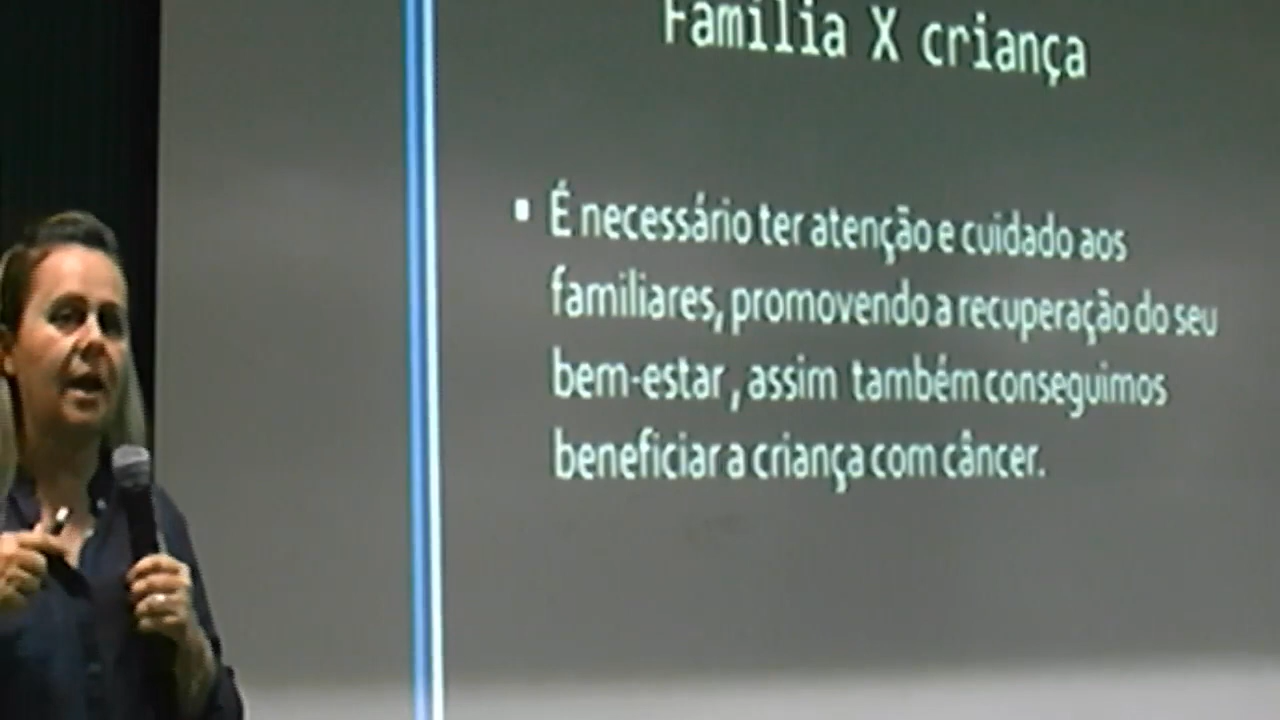 Família X criança
É necessário ter atenção e cuidado aos
familiares, promovendo a recuperação do seu
bem-estar , assim também conseguimos
beneficiar a criança com câncer.